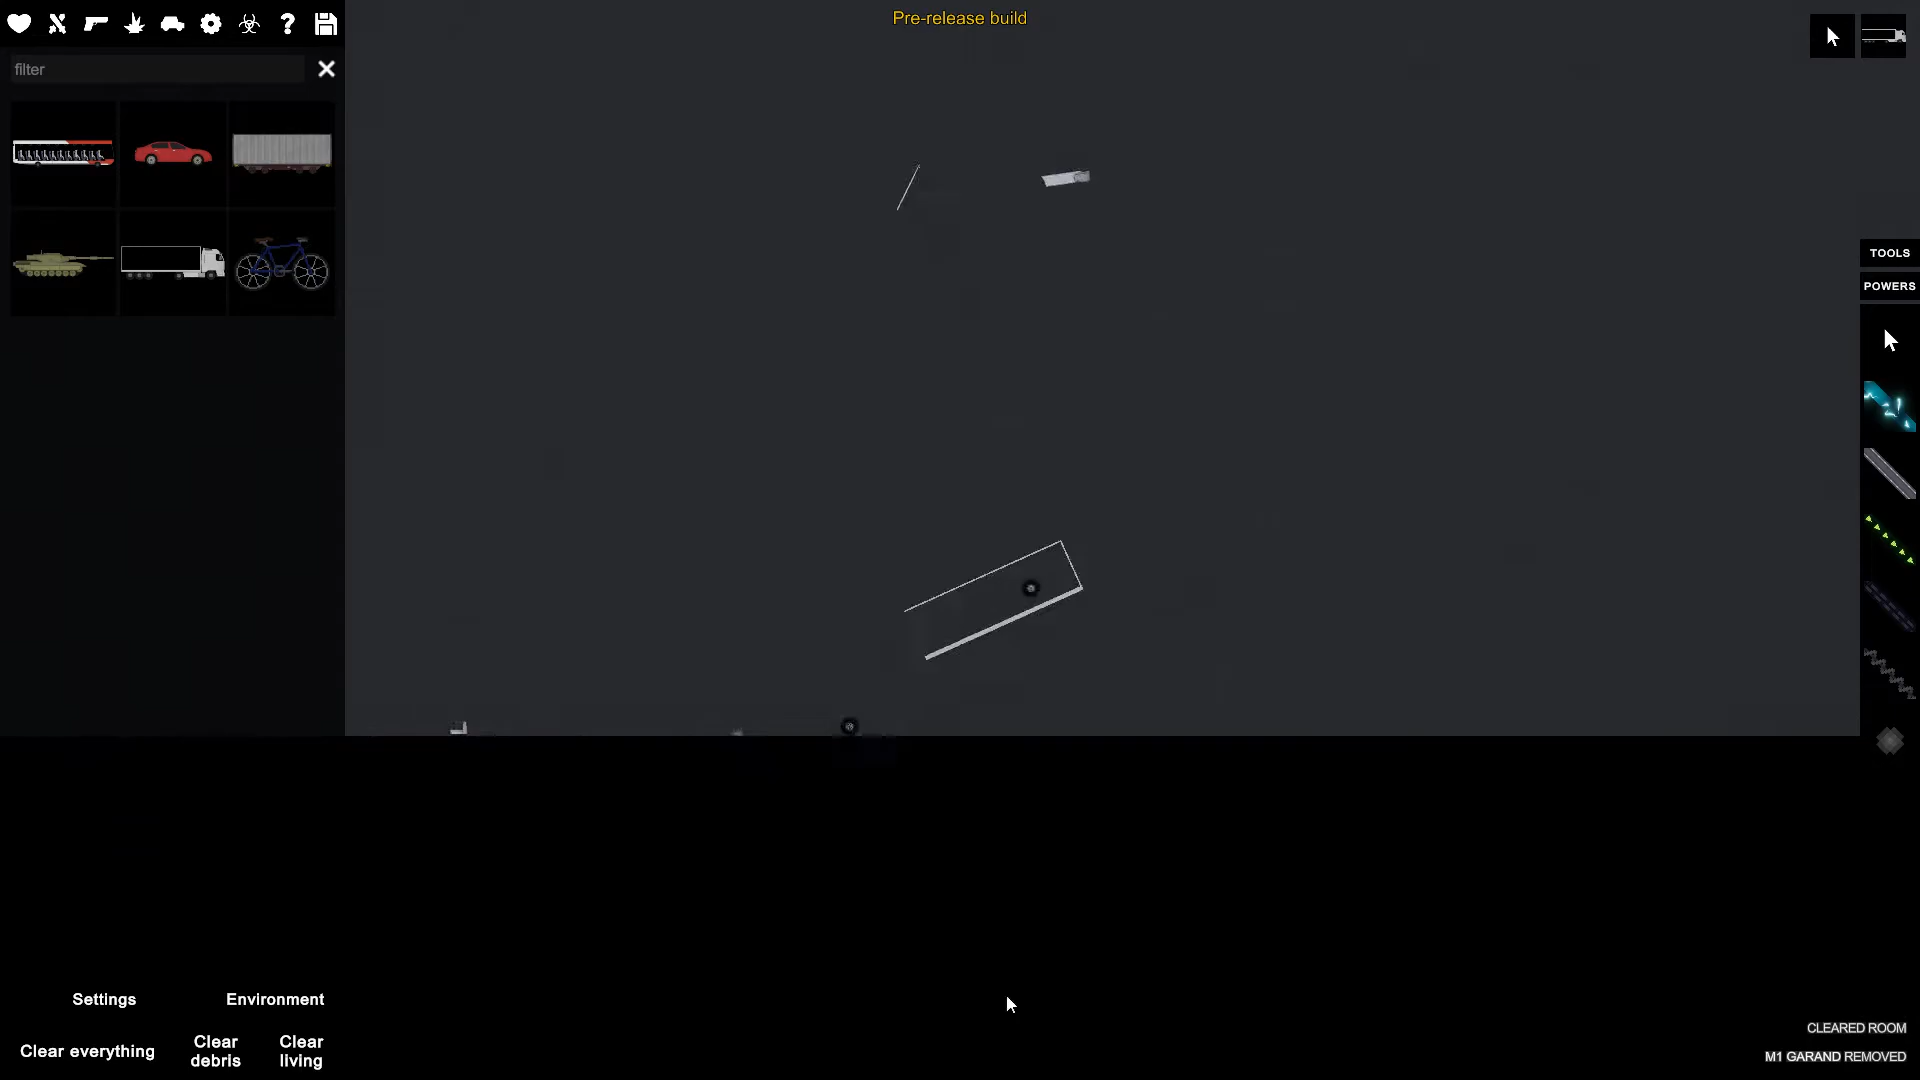 Pre-release build
filter
TOOLS
POWERS
Settings
Environment
Clear everything
Clear
debris
Clear
living
CLEARED ROOM
M1 GARAND REMOVED